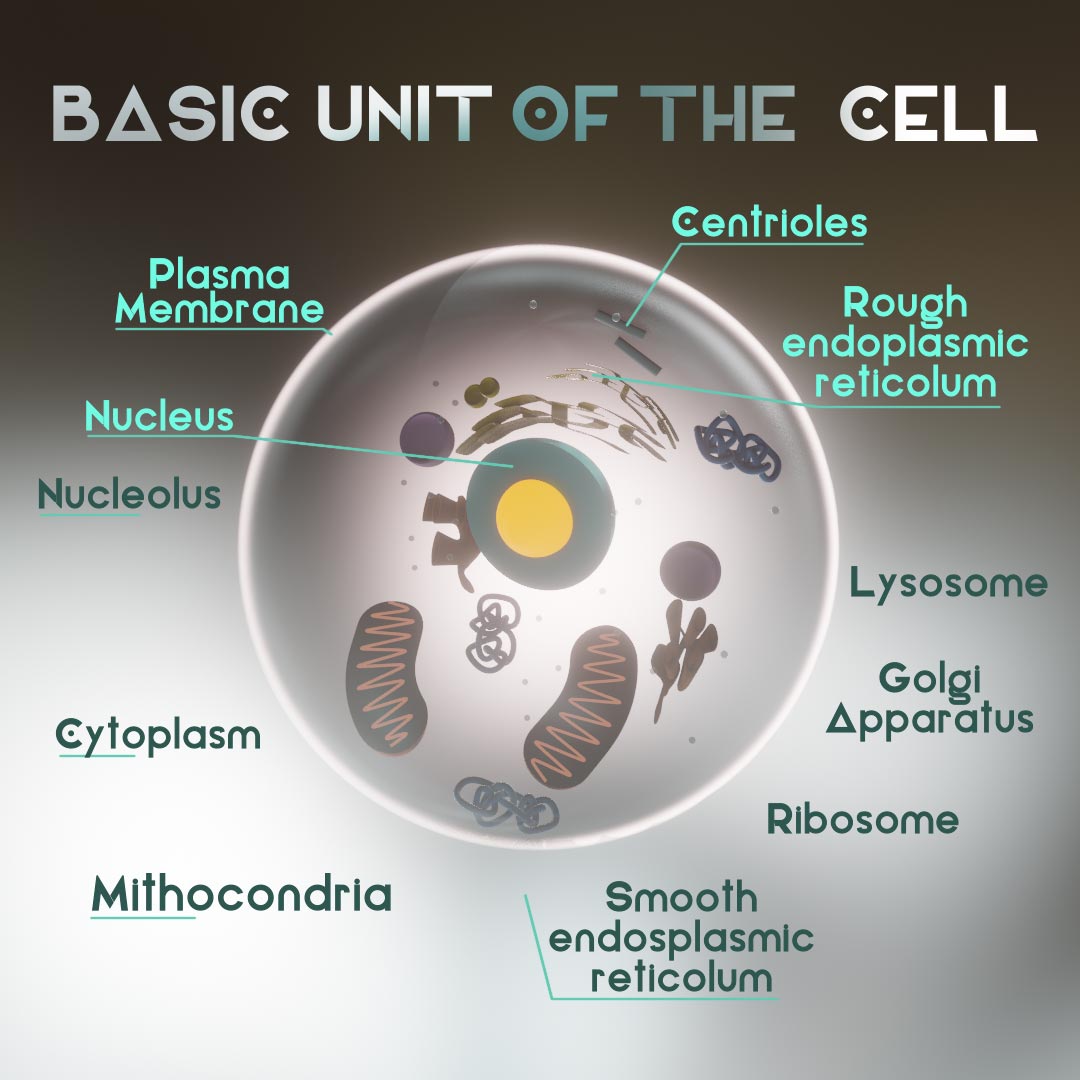 BASIC UNIT OF THE CELL
Centrioles
Plasma
Membrane
Rough
endoplasmic
reticolum
Nucleus
Nucleolus
Lysosome
Golgi
Apparatus
Cytoplasm
Ribosome
Mithocondria
Smooth
endosplasmic
reticolum